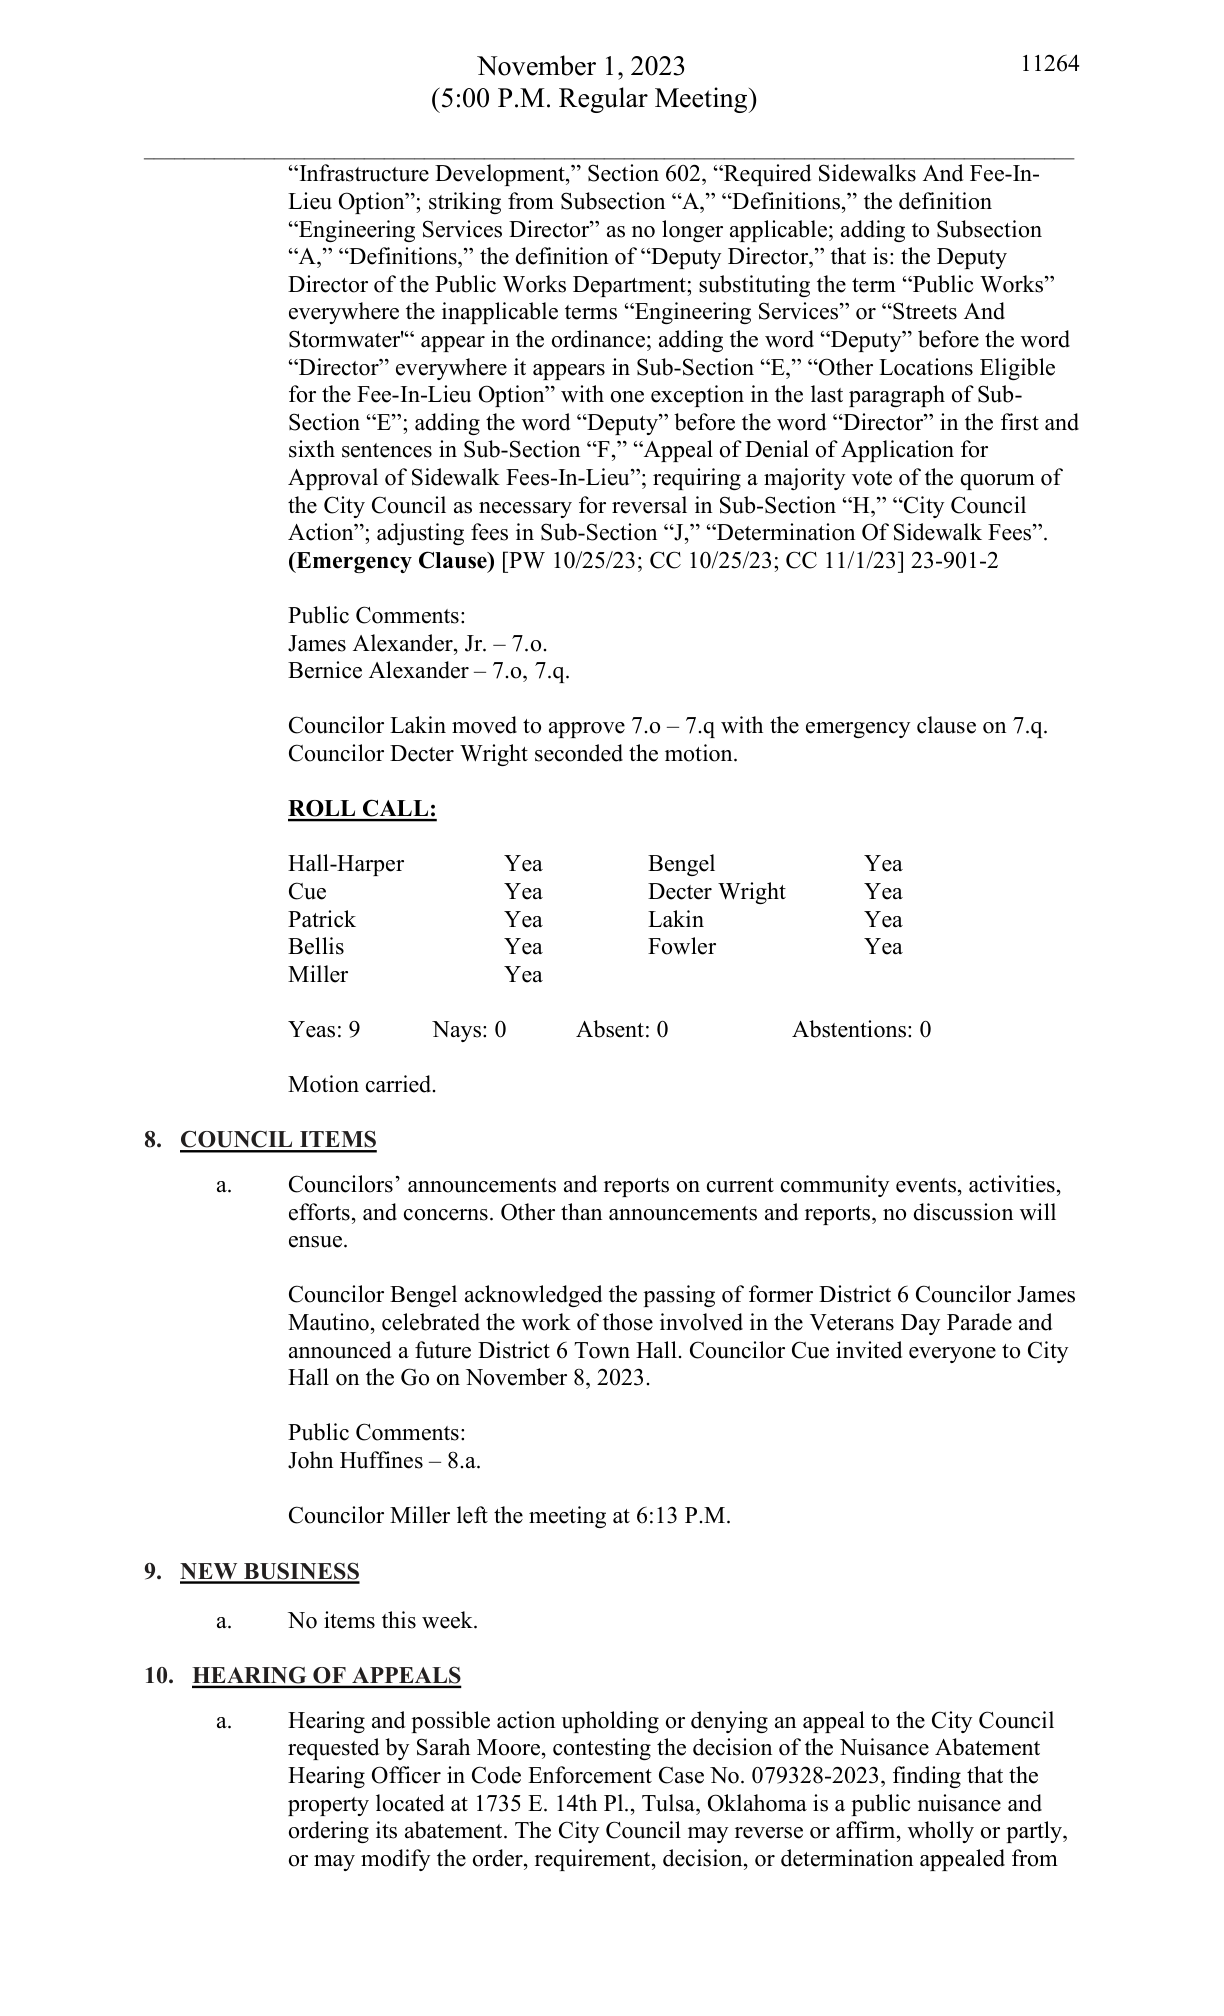 November 1, 2023
11264
(5:00 P.M. Regular Meeting)
“Infrastructure Development,” Section 602, “Required Sidewalks And Fee-In-
Lieu Option”; striking from Subsection “A,” “Definitions,” the definition
“Engineering Services Director” as no longer applicable; adding to Subsection
“A,” “Definitions,” the definition of “Deputy Director,” that is: the Deputy
Director of the Public Works Department; substituting the term “Public Works”
everywhere the inapplicable terms “Engineering Services” or “Streets And
Stormwater'“ appear in the ordinance; adding the word “Deputy” before the word
“Director” everywhere it appears in Sub-Section “E,” “Other Locations Eligible
for the Fee-In-Lieu Option” with one exception in the last paragraph of Sub-
Section “E”; adding the word “Deputy” before the word “Director” in the first and
sixth sentences in Sub-Section “F,” “Appeal of Denial of Application for
Approval of Sidewalk Fees-In-Lieu”; requiring a majority vote of the quorum of
the City Council as necessary for reversal in Sub-Section “H,” “City Council
Action”; adjusting fees in Sub-Section “J,” “Determination Of Sidewalk Fees”.
(Emergency Clause) [PW 10/25/23; CC 10/25/23; CC 11/1/23] 23-901-2
Public Comments:
James Alexander, Jr. – 7.o.
Bernice Alexander – 7.o, 7.q.
Councilor Lakin moved to approve 7.o – 7.q with the emergency clause on 7.q.
Councilor Decter Wright seconded the motion.
ROLL CALL:
Hall-Harper Yea Bengel Yea
Cue Yea Decter Wright Yea
Patrick Yea Lakin Yea
Bellis Yea Fowler Yea
Miller Yea
Yeas: 9 Nays: 0 Absent: 0 Abstentions: 0
Motion carried.
8. COUNCIL ITEMS
a. Councilors’ announcements and reports on current community events, activities,
efforts, and concerns. Other than announcements and reports, no discussion will
ensue.
Councilor Bengel acknowledged the passing of former District 6 Councilor James
Mautino, celebrated the work of those involved in the Veterans Day Parade and
announced a future District 6 Town Hall. Councilor Cue invited everyone to City
Hall on the Go on November 8, 2023.
Public Comments:
John Huffines – 8.a.
Councilor Miller left the meeting at 6:13 P.M.
9. NEW BUSINESS
a. No items this week.
10. HEARING OF APPEALS
a. Hearing and possible action upholding or denying an appeal to the City Council
requested by Sarah Moore, contesting the decision of the Nuisance Abatement
Hearing Officer in Code Enforcement Case No. 079328-2023, finding that the
property located at 1735 E. 14th Pl., Tulsa, Oklahoma is a public nuisance and
ordering its abatement. The City Council may reverse or affirm, wholly or partly,
or may modify the order, requirement, decision, or determination appealed from